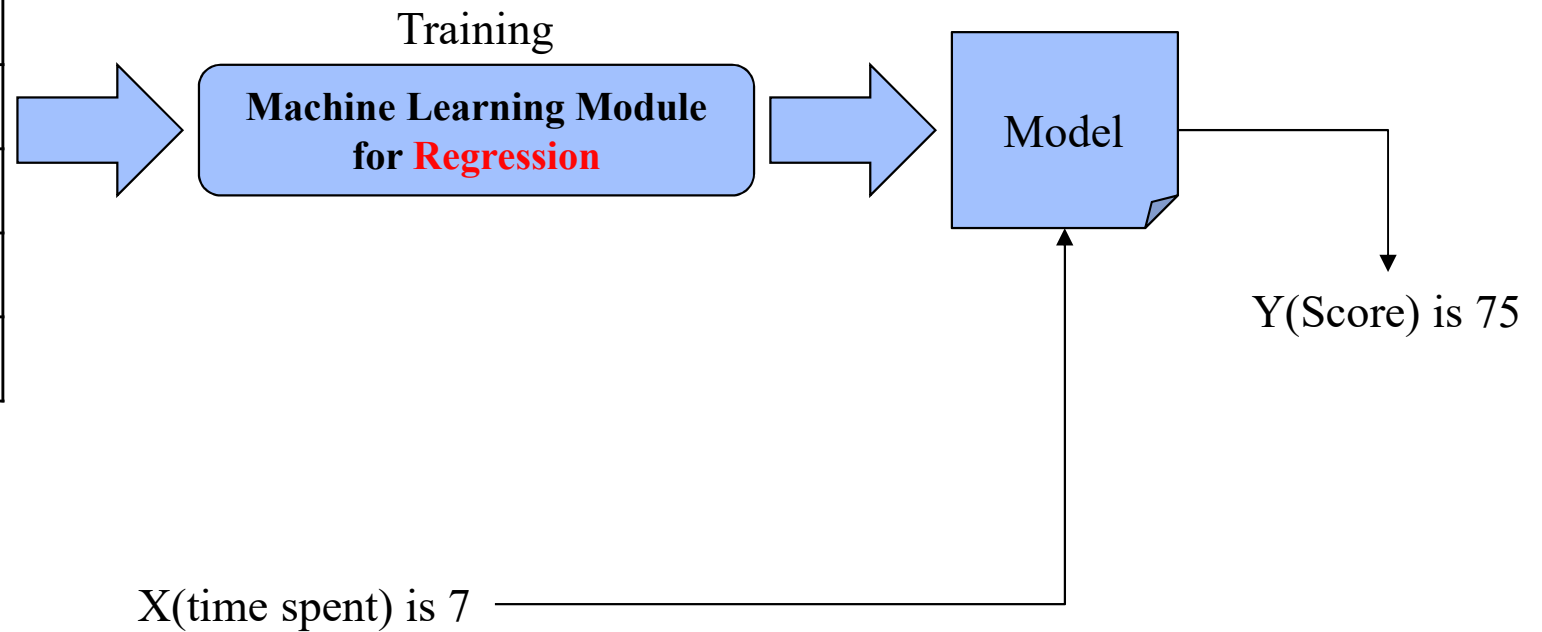 Training
Machine Learning Module
for Regression
Model
Y(Score) is 75
X(time spent) is 7